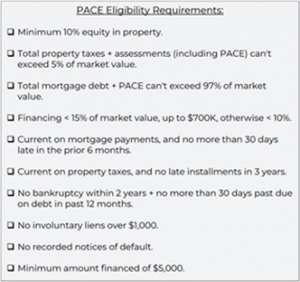 PACE Eligibility Requirements:
❑ Minimum 10% equity in property.
❑ Total property taxes + assessments (including PACE) can't
exceed 5% of market value.
❑ Total mortgage debt + PACE can't exceed 97% of market
value.
❑ Financing < 15% of market value, up to $700K, otherwise < 10%.
❑ Current on mortgage payments, and no more than 30 days
late in the prior 6 months.
❑ Current on property taxes, and no late installments in 3 years.
❑ No bankruptcy within 2 years + no more than 30 days past due
on debt in past 12 months.
❑ No involuntary liens over $1,000.
❑ No recorded notices of default.
❑ Minimum amount financed of $5,000.